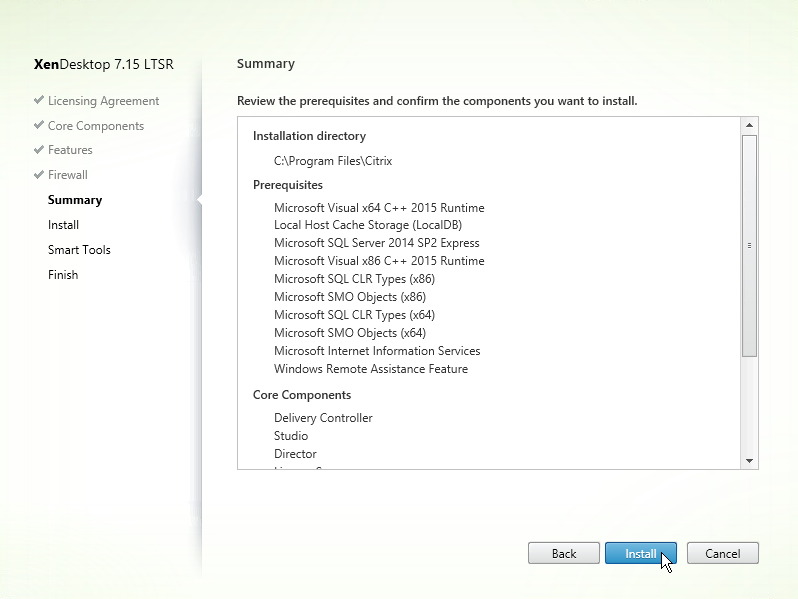 XenDesktop 7.15 LTSR
Licensing Agreement
Core Components
Features
Firewall
Summary
Install
Smart Tools
Finish
Summary
Review the prerequisites and confirm the components you want to install.
Installation directory
C:\Program Files\Citrix
Prerequisites
Microsoft Visual x64 C++ 2015 Runtime
Local Host Cache Storage (LocalDB)
Microsoft SQL Server 2014 SP2 Express
Microsoft Visual x86 C++ 2015 Runtime
Microsoft SQL CLR Types (x86)
Microsoft SMO Objects (x86)
Microsoft SQL CLR Types (x64)
Microsoft SMO Objects (x64)
Microsoft Internet Information Services
Windows Remote Assistance Feature
Core Components
Delivery Controller
Studio
Director
Back Install Cancel